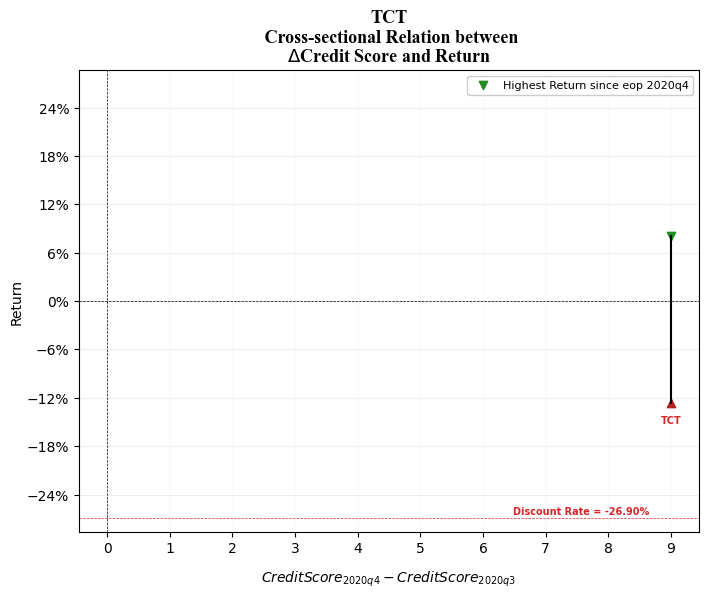 TCT
Cross-sectional Relation between
ΔCredit Score and Return
Highest Return since eop 2020q4
24%
18%
12%
6%
0%
−6%
−12%
−18%
−24%
Return
TCT
Discount Rate = -26.90%
0 1 2 3 4 5 6 7 8 9
CreditScore2020q4 − CreditScore2020q3